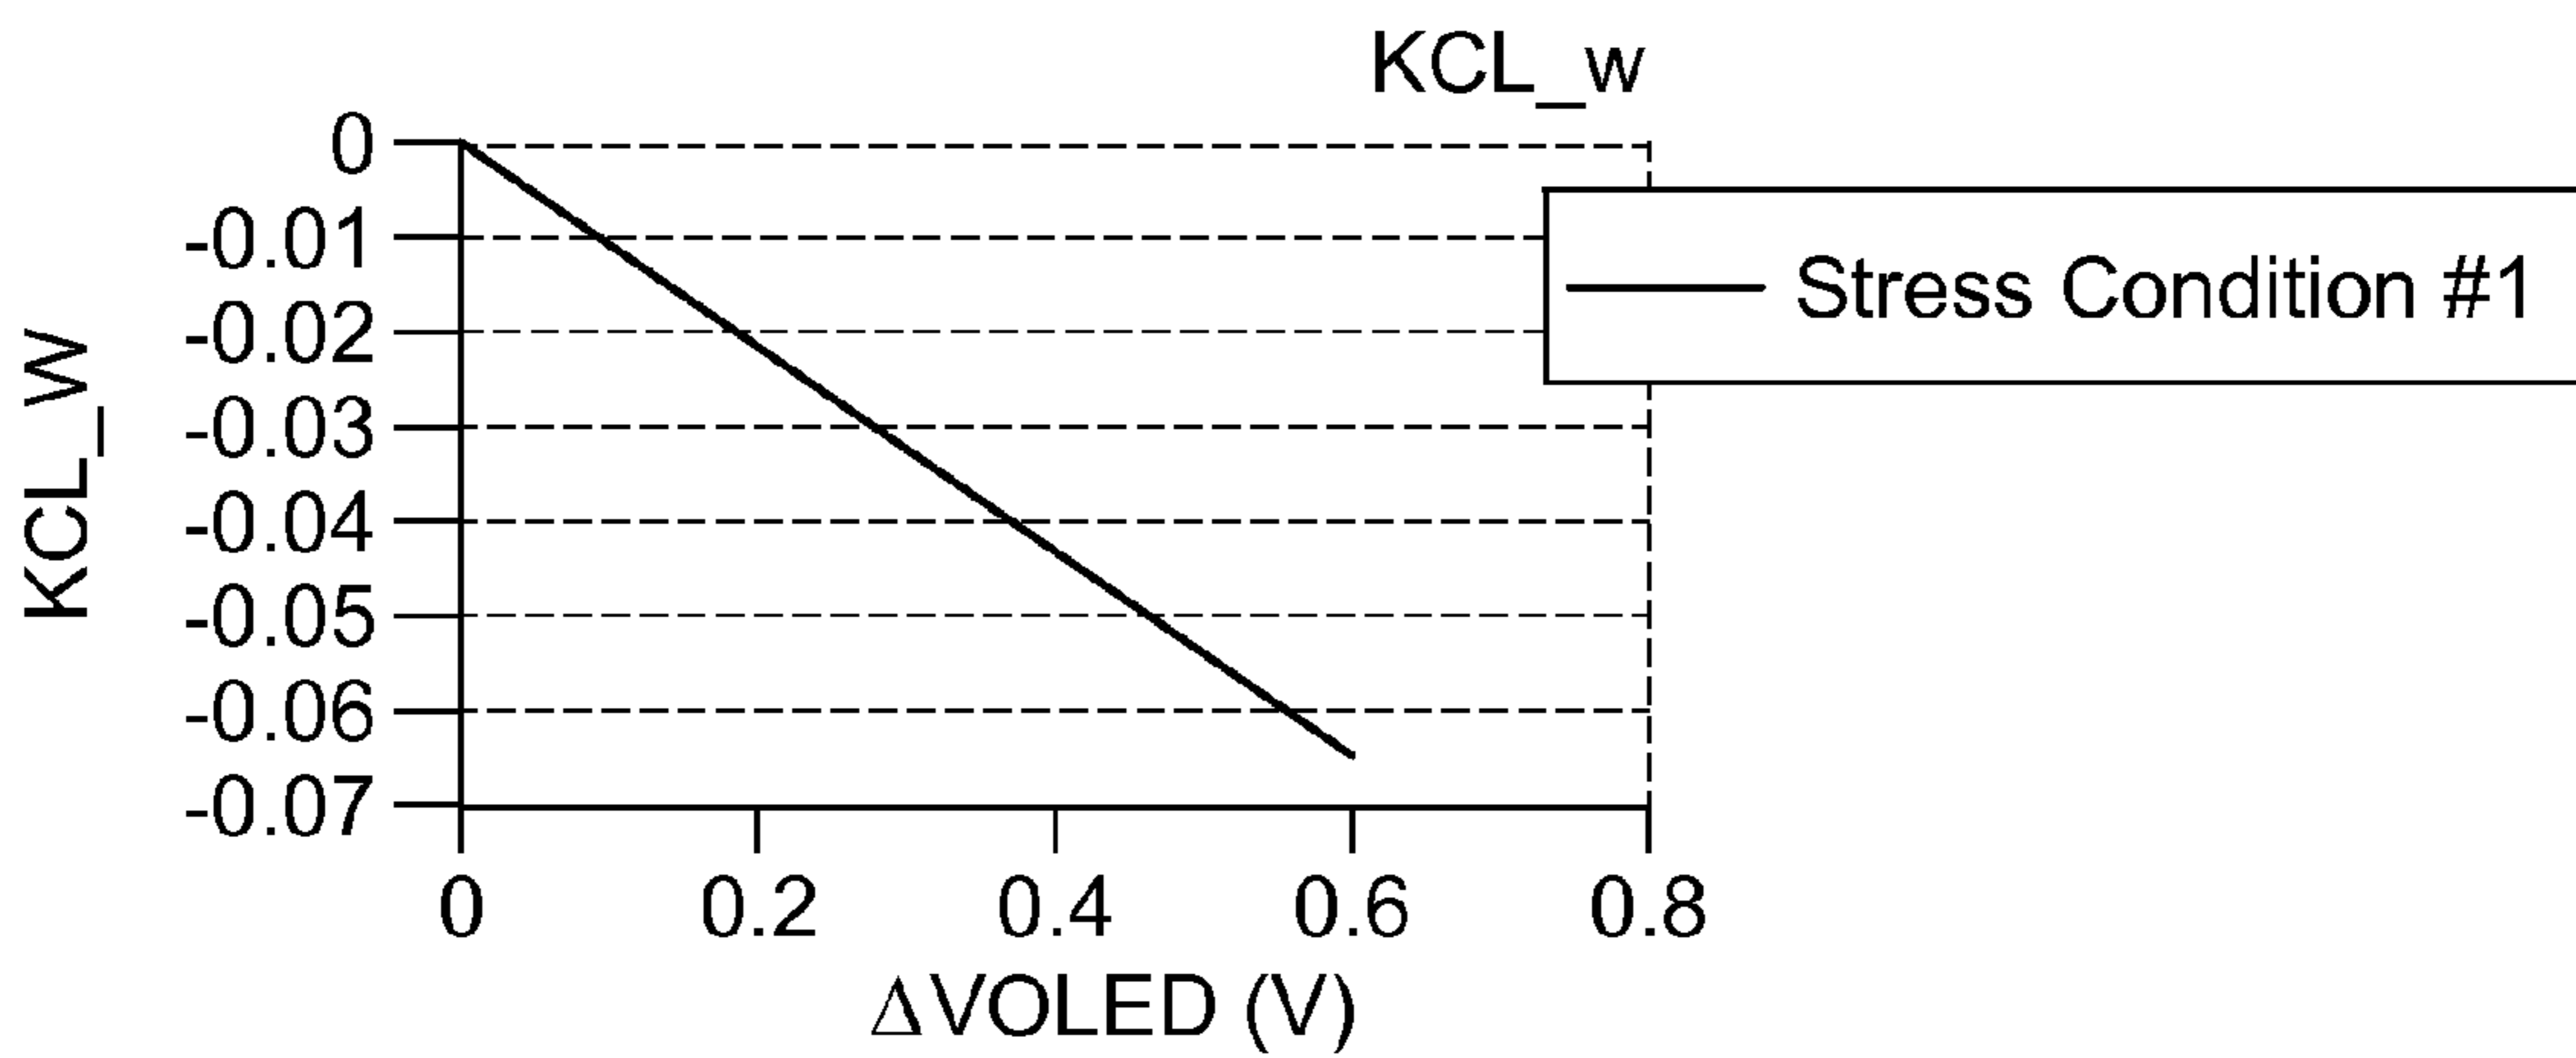 KCL_w
0
-0.01
-0.02
-0.03
-0.04
-0.05
-0.06
-0.07
KCL_W
Stress Condition #1
0 0.2 0.4 0.6 0.8
ΔVOLED (V)